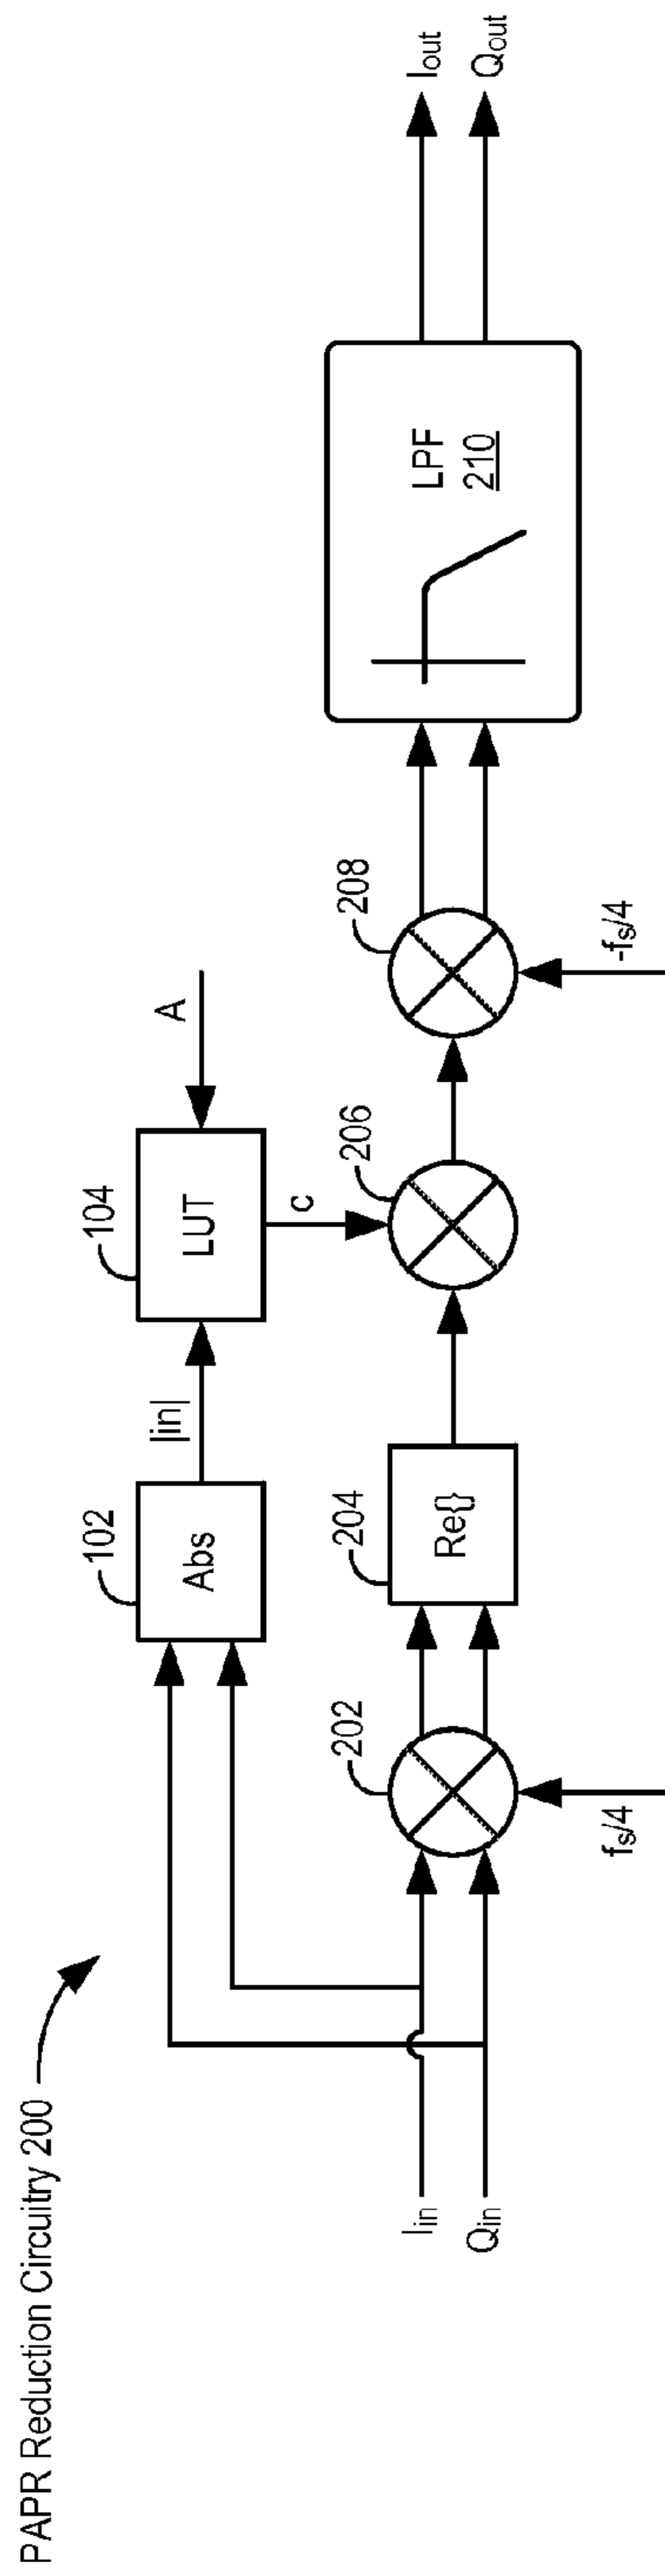 PAPR Reduction Circuitry 200
102
Abs
|in|
104
LUT
A
c
Iin
Qin
202
fs/4
204
Re{}
206
208
-fs/4
LPF
210
Iout
Qout